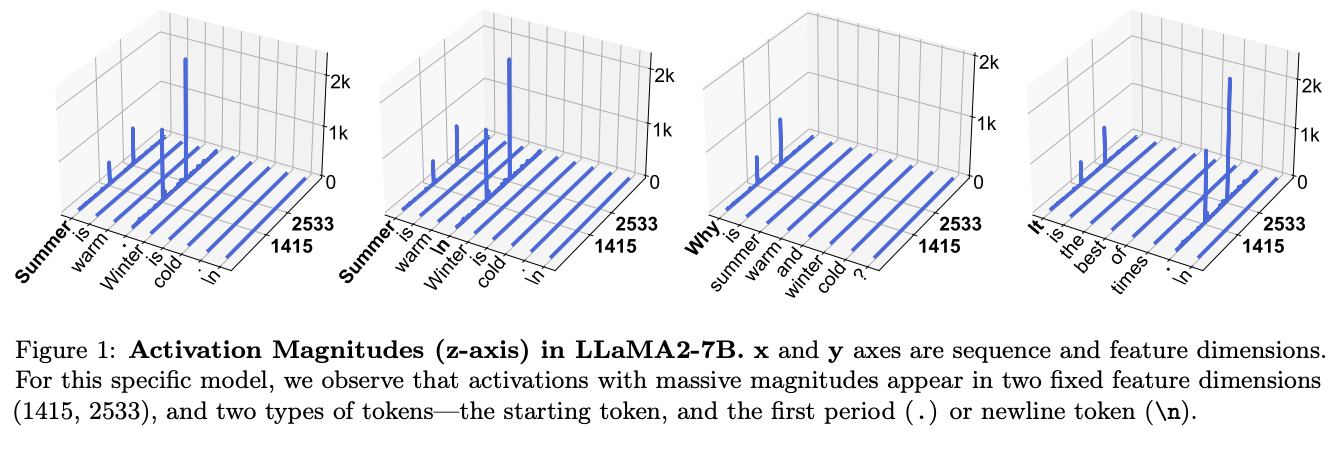 2k
1k
0
2533
1415
Summer
is
warm
.
Winter
is
cold
.
\n
2k
1k
0
2533
1415
Summer
is
warm
\n
Winter
is
cold
.
\n
2k
1k
0
2533
1415
Why
is
summer
warm
and
winter
cold
?
2k
1k
0
2533
1415
It
is
the
best
of
times
.
\n
Figure 1: Activation Magnitudes (z-axis) in LLaMA2-7B. x and y axes are sequence and feature dimensions.
For this specific model, we observe that activations with massive magnitudes appear in two fixed feature dimensions
(1415, 2533), and two types of tokens—the starting token, and the first period (.) or newline token (\n).